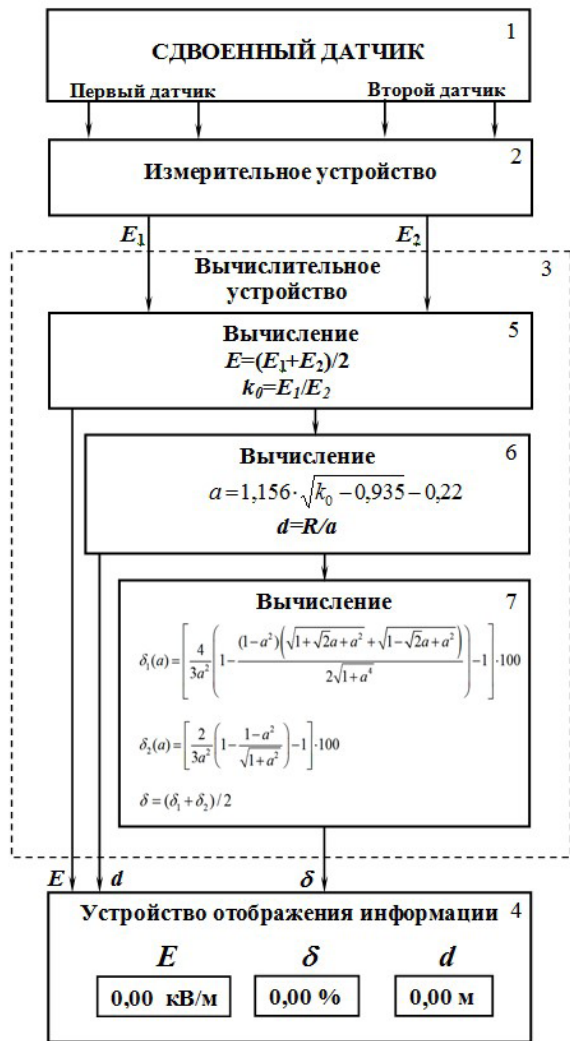 1
СДВОЕННЫЙ ДАТЧИК
Первый датчик Второй датчик
2
Измерительное устройство
E₁ E₂
Вычислительное 3
устройство
Вычисление 5
E=(E₁+E₂)/2
k₀=E₁/E₂
Вычисление 6
a=1,156·√(k₀−0,935)−0,22
d=R/a
Вычисление 7
δ₁(a)=[4/(3a²)(1−(1−a²)(√(1+√2a+a²)+√(1−√2a+a²))/(2√(1+a⁴)))−1]·100
δ₂(a)=[2/(3a²)(1−(1−a²)/√(1+a²))−1]·100
δ=(δ₁+δ₂)/2
E d δ
Устройство отображения информации 4
E δ d
0,00 кВ/м 0,00 % 0,00 м